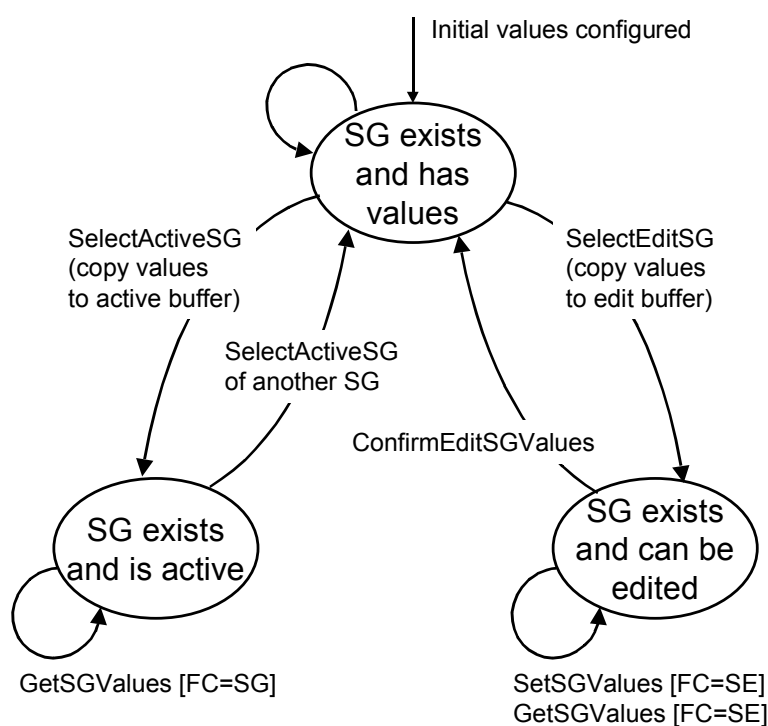 Initial values configured
SG exists
and has
values
SelectActiveSG
(copy values
to active buffer)
SelectEditSG
(copy values
to edit buffer)
SelectActiveSG
of another SG
ConfirmEditSGValues
SG exists
and is active
SG exists
and can be
edited
GetSGValues [FC=SG]
SetSGValues [FC=SE]
GetSGValues [FC=SE]